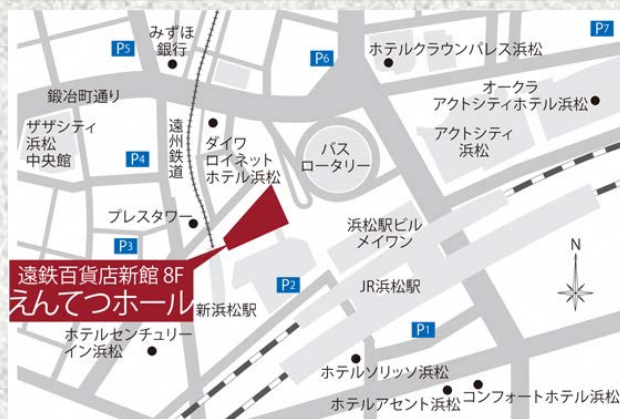 みずほ
銀行
P5
P6
P7
ホテルクラウンパレス浜松
鍛冶町通り
オークラ
アクトシティホテル浜松
ザザシティ
浜松
中央館
遠州鉄道
ダイワ
ロイネット
ホテル浜松
バス
ロータリー
アクトシティ
浜松
P4
プレスタワー
P3
浜松駅ビル
メイワン
N
遠鉄百貨店新館 8F
えんてつホール
新浜松駅
P2
JR浜松駅
ホテルセンチュリー
イン浜松
P1
ホテルソリッソ浜松
ホテルアセント浜松
コンフォートホテル浜松